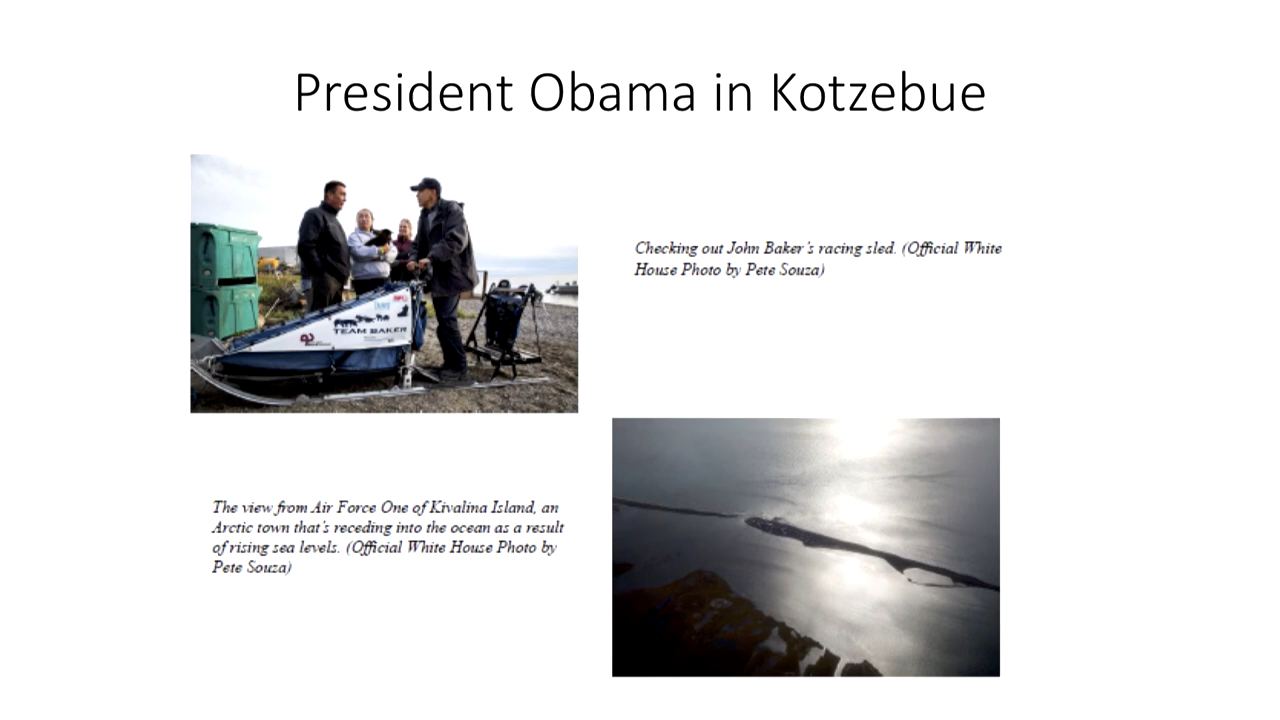 President Obama in Kotzebue
Checking out John Baker's racing sled. (Official White
House Photo by Pete Souza)
TEAM BAKER
The view from Air Force One of Kivalina Island, an
Arctic town that's receding into the ocean as a result
of rising sea levels. (Official White House Photo by
Pete Souza)